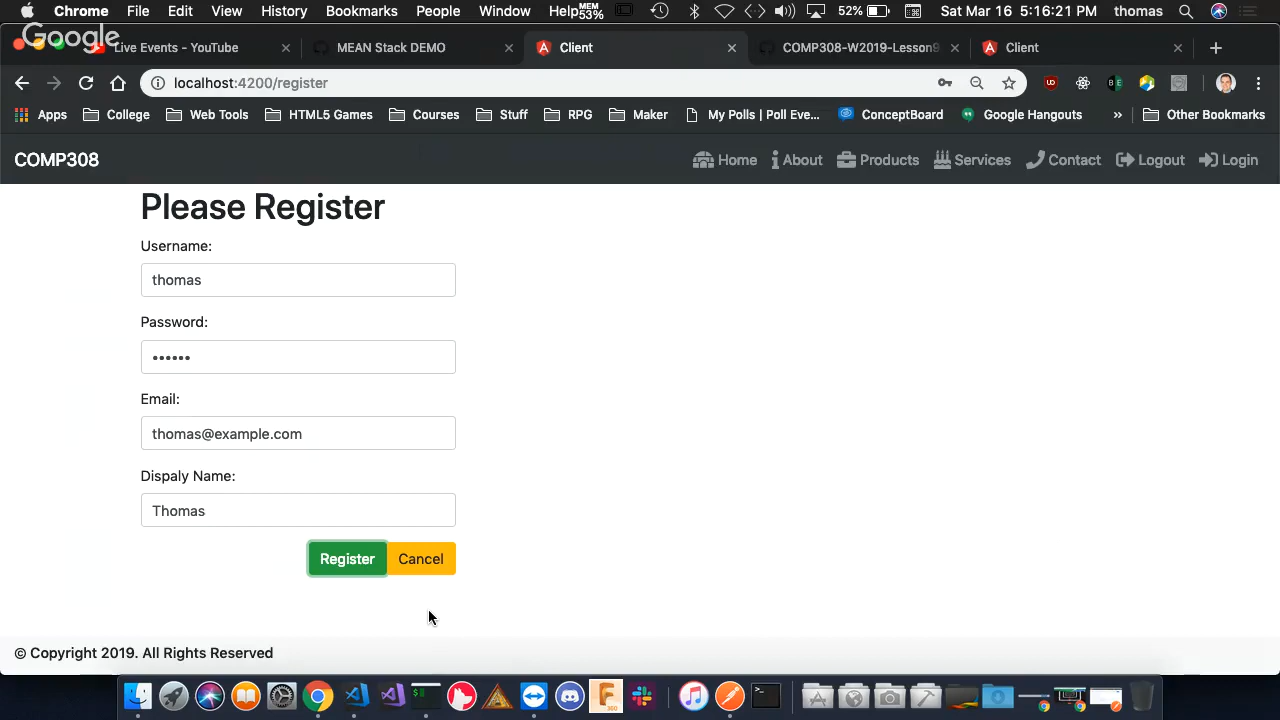 Chrome File Edit View History Bookmarks People Window Help MEM 53% 52% Sat Mar 16 5:16:21 PM thomas
Google
Live Events - YouTube MEAN Stack DEMO Client COMP308-W2019-Lesson9 Client
localhost:4200/register
Apps College Web Tools HTML5 Games Courses Stuff RPG Maker My Polls | Poll Eve... ConceptBoard Google Hangouts » Other Bookmarks
COMP308 Home About Products Services Contact Logout Login
Please Register
Username:
thomas
Password:
••••••
Email:
thomas@example.com
Dispaly Name:
Thomas
Register Cancel
© Copyright 2019. All Rights Reserved